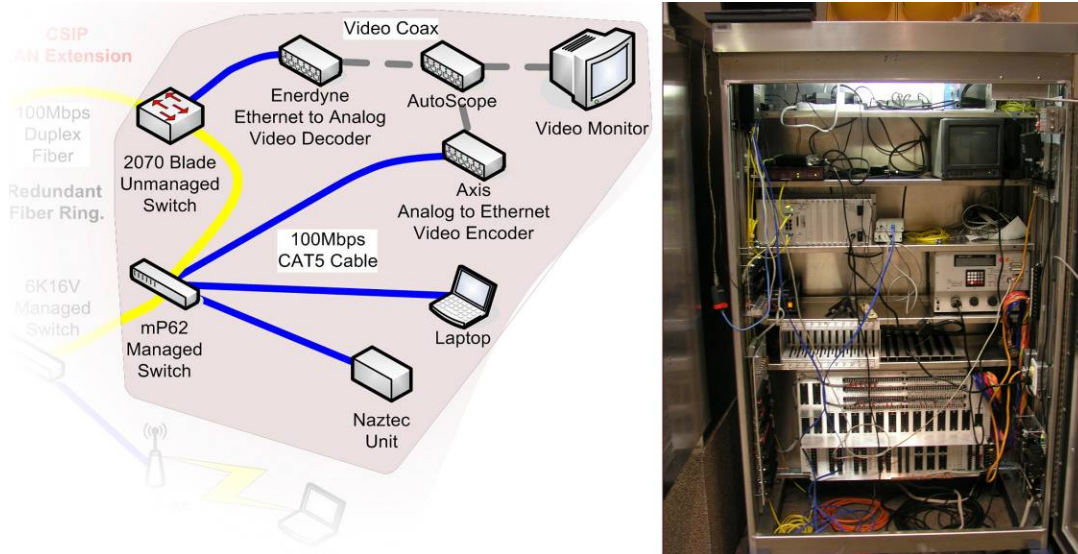 CSIP
LAN Extension
100Mbps
Duplex
Fiber
Redundant
Fiber Ring.
6K16V
Managed
Switch
2070 Blade
Unmanaged
Switch
mP62
Managed
Switch
Video Coax
Enerdyne
Ethernet to Analog
Video Decoder
AutoScope
Video Monitor
Axis
Analog to Ethernet
Video Encoder
100Mbps
CAT5 Cable
Laptop
Naztec
Unit